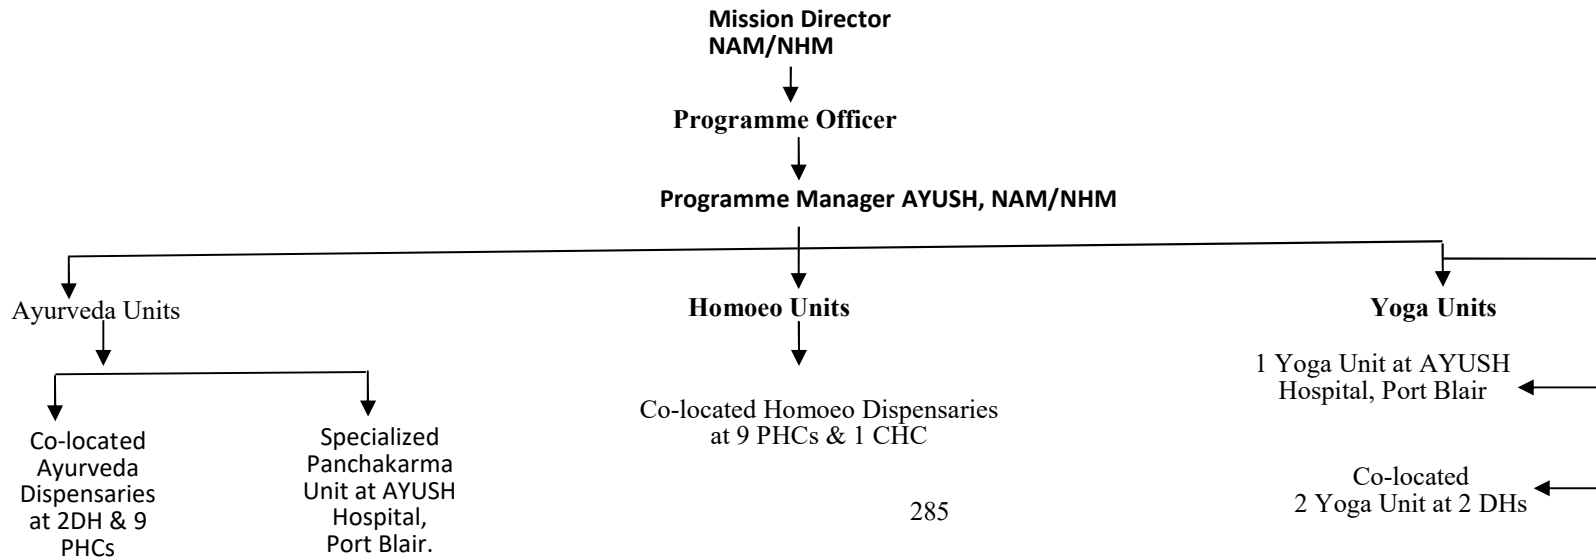 Mission Director
NAM/NHM
Programme Officer
Programme Manager AYUSH, NAM/NHM
Ayurveda Units
Homoeo Units
Yoga Units
Co-located
Ayurveda
Dispensaries
at 2DH & 9
PHCs
Specialized
Panchakarma
Unit at AYUSH
Hospital,
Port Blair.
Co-located Homoeo Dispensaries
at 9 PHCs & 1 CHC
1 Yoga Unit at AYUSH
Hospital, Port Blair
Co-located
2 Yoga Unit at 2 DHs
285